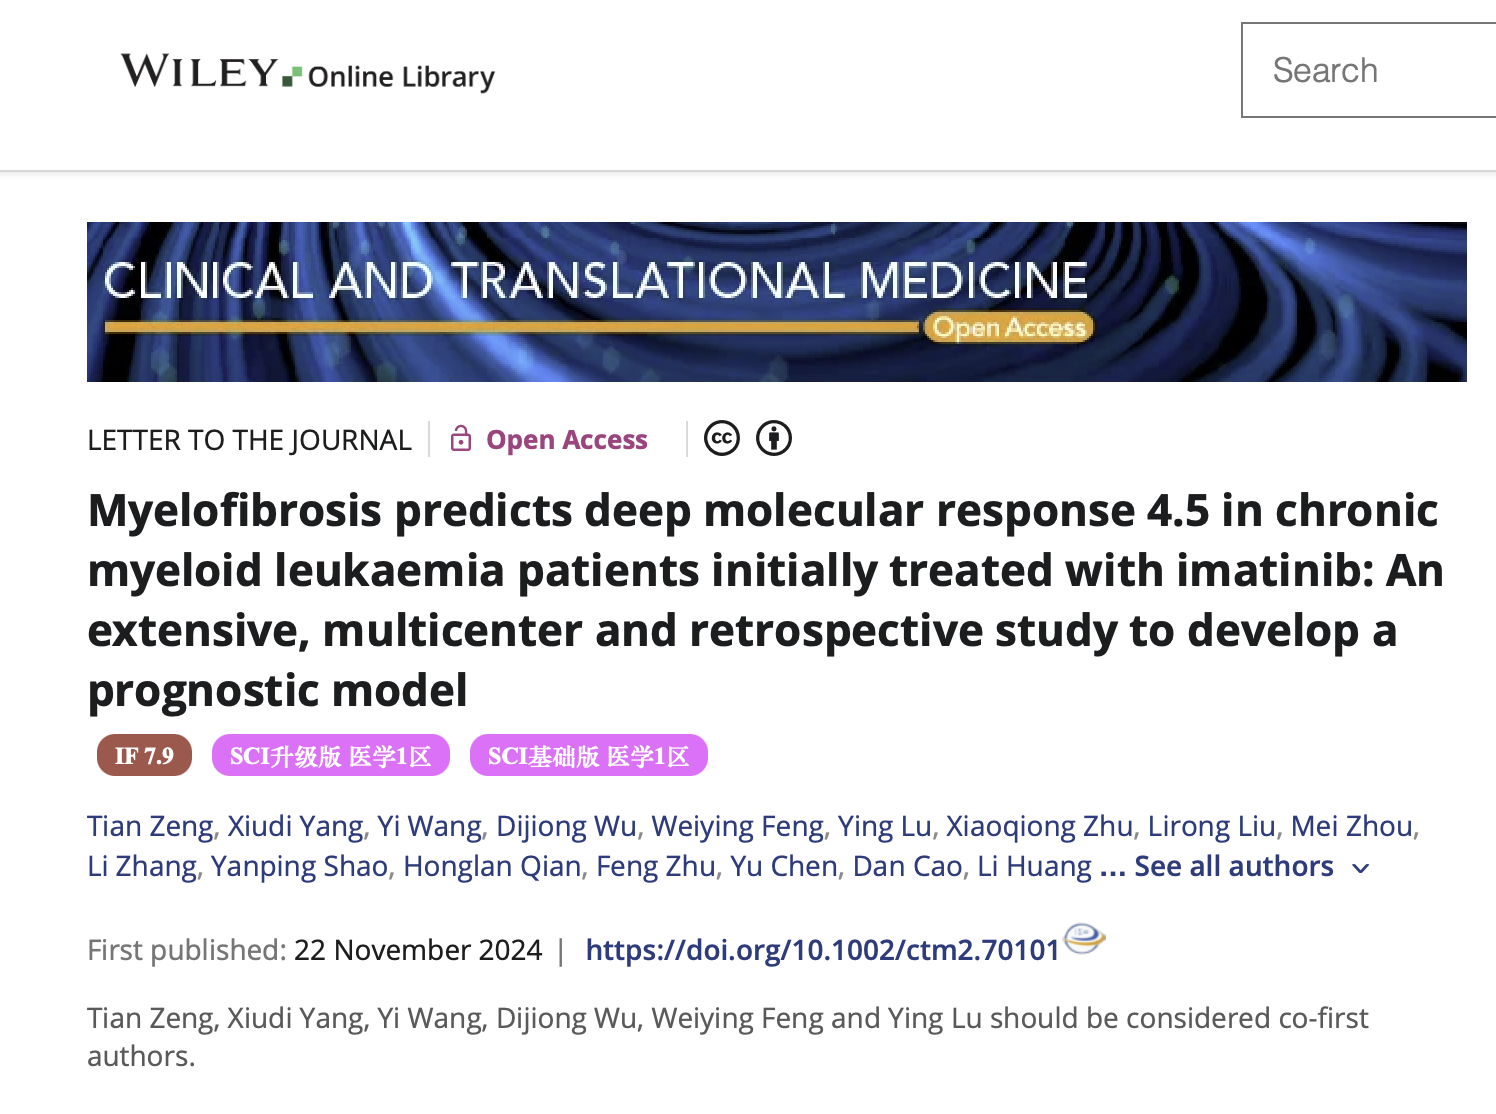 WILEY Online Library
Search
CLINICAL AND TRANSLATIONAL MEDICINE
Open Access
LETTER TO THE JOURNAL Open Access cc
Myelofibrosis predicts deep molecular response 4.5 in chronic
myeloid leukaemia patients initially treated with imatinib: An
extensive, multicenter and retrospective study to develop a
prognostic model
IF 7.9 SCI升级版 医学1区 SCI基础版 医学1区
Tian Zeng, Xiudi Yang, Yi Wang, Dijiong Wu, Weiying Feng, Ying Lu, Xiaoqiong Zhu, Lirong Liu, Mei Zhou,
Li Zhang, Yanping Shao, Honglan Qian, Feng Zhu, Yu Chen, Dan Cao, Li Huang ... See all authors
First published: 22 November 2024 | https://doi.org/10.1002/ctm2.70101
Tian Zeng, Xiudi Yang, Yi Wang, Dijiong Wu, Weiying Feng and Ying Lu should be considered co-first
authors.